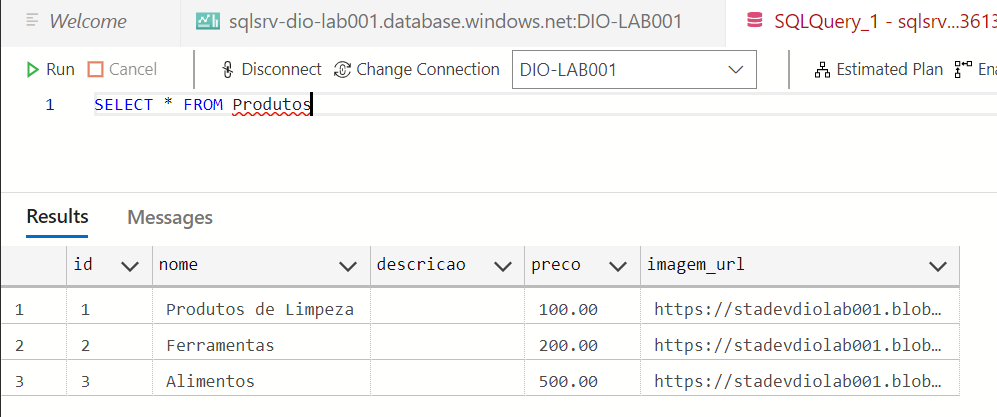 Welcome sqlsrv-dio-lab001.database.windows.net:DIO-LAB001 SQLQuery_1 - sqlsrv...3613
Run Cancel Disconnect Change Connection DIO-LAB001 Estimated Plan Ena
1 SELECT * FROM Produtos
Results Messages
id nome descricao preco imagem_url
1 1 Produtos de Limpeza 100.00 https://stadevdiolab001.blob…
2 2 Ferramentas 200.00 https://stadevdiolab001.blob…
3 3 Alimentos 500.00 https://stadevdiolab001.blob…